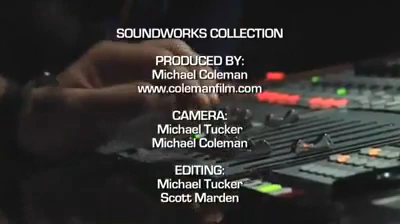 SOUNDWORKS COLLECTION
PRODUCED BY:
Michael Coleman
www.colemanfilm.com
CAMERA:
Michael Tucker
Michael Coleman
EDITING:
Michael Tucker
Scott Marden